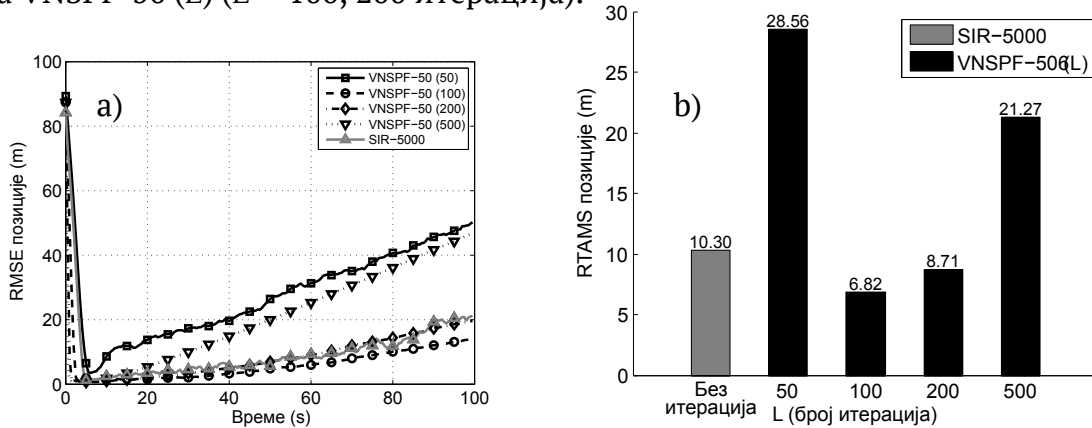 на VNSPF-50 (L) (L = 100, 200 итерација).
a)
VNSPF-50 (50)
VNSPF-50 (100)
VNSPF-50 (200)
VNSPF-50 (500)
SIR-5000
RMSE позиције (m)
100
80
60
40
20
0
0 20 40 60 80 100
Време (s)
b)
SIR-5000
RTAMS позиције (m)
30
25
20
15
10
5
0
10.30
28.56
6.82
8.71
21.27
Без итерација
50 100 200 500
L (број итерација)